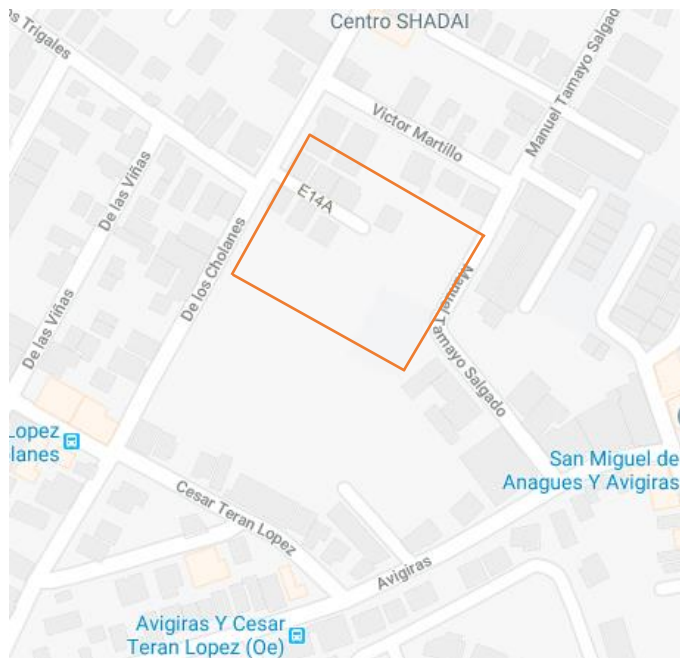 Centro SHADAI
Trigales
Manuel Tamayo Salgado
Victor Martillo
De las Viñas
E14A
De los Cholanes
Manuel
Tamayo Salgado
De las Viñas
Lopez
San Miguel de
Anagues Y Avigiras
Cesar Teran Lopez
Avigiras
Avigiras Y Cesar
Teran Lopez (Oe)